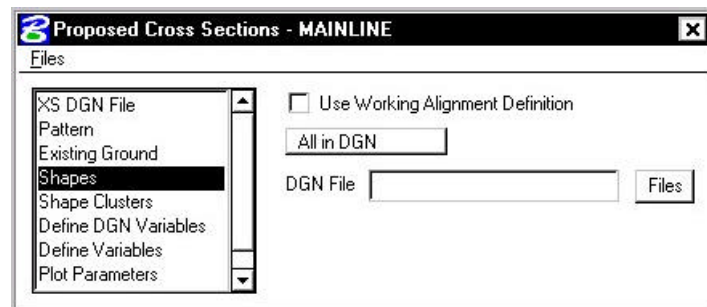 Proposed Cross Sections - MAINLINE
Files
XS DGN File
Pattern
Existing Ground
Shapes
Shape Clusters
Define DGN Variables
Define Variables
Plot Parameters
Use Working Alignment Definition
All in DGN
DGN File
Files